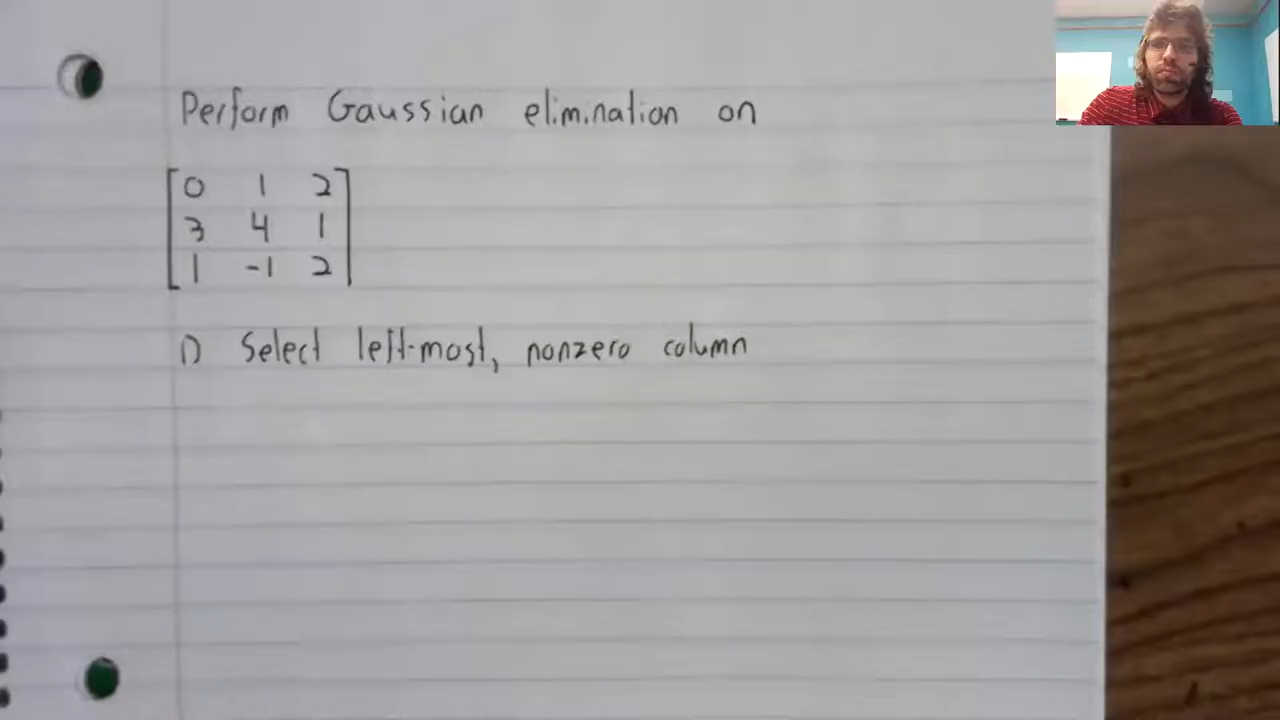 Perform Gaussian elimination on
0 1 2
3 4 1
1 -1 2
1) Select left-most, nonzero column